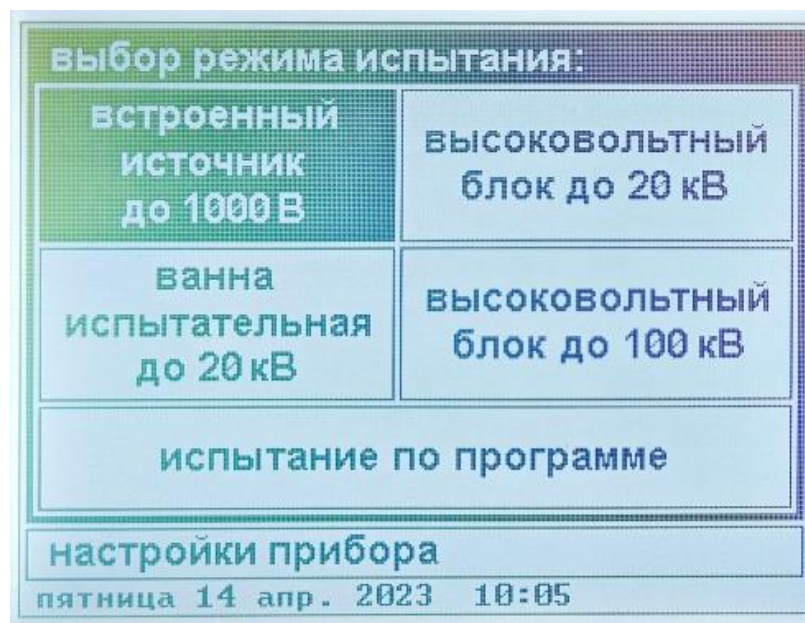 выбор режима испытания:
встроенный
источник
до 1000 В
высоковольтный
блок до 20 кВ
ванна
испытательная
до 20 кВ
высоковольтный
блок до 100 кВ
испытание по программе
настройки прибора
пятница 14 апр. 2023 10:05